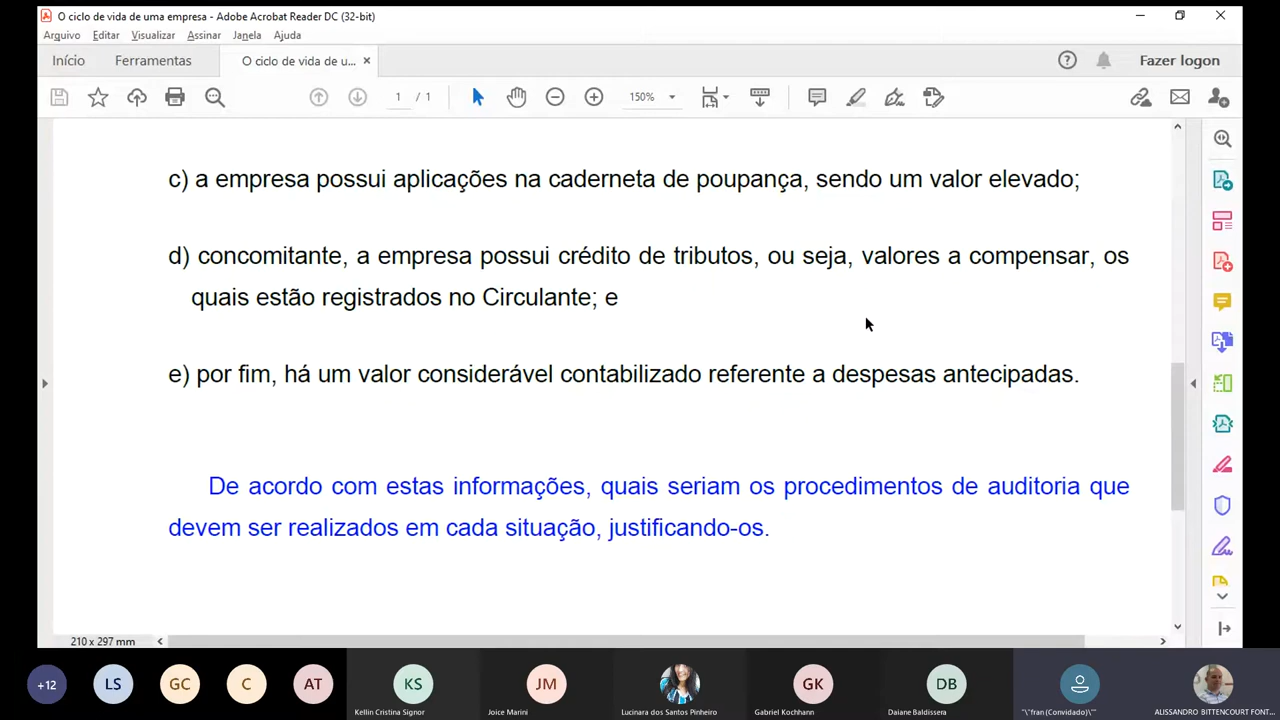 O ciclo de vida de uma empresa - Adobe Acrobat Reader DC (32-bit)
Arquivo Editar Visualizar Assinar Janela Ajuda
Início Ferramentas O ciclo de vida de u... × Fazer logon
1 / 1 150%
c) a empresa possui aplicações na caderneta de poupança, sendo um valor elevado;
d) concomitante, a empresa possui crédito de tributos, ou seja, valores a compensar, os
quais estão registrados no Circulante; e
e) por fim, há um valor considerável contabilizado referente a despesas antecipadas.
De acordo com estas informações, quais seriam os procedimentos de auditoria que
devem ser realizados em cada situação, justificando-os.
210 x 297 mm
+12 LS GC C AT KS JM GK DB
Kellin Cristina Signor Joice Marini Lucinara dos Santos Pinheiro Gabriel Kochhann Daiane Baldissera "\"fran (Convidado)\"" ALISSANDRO BITTENCOURT FONT...